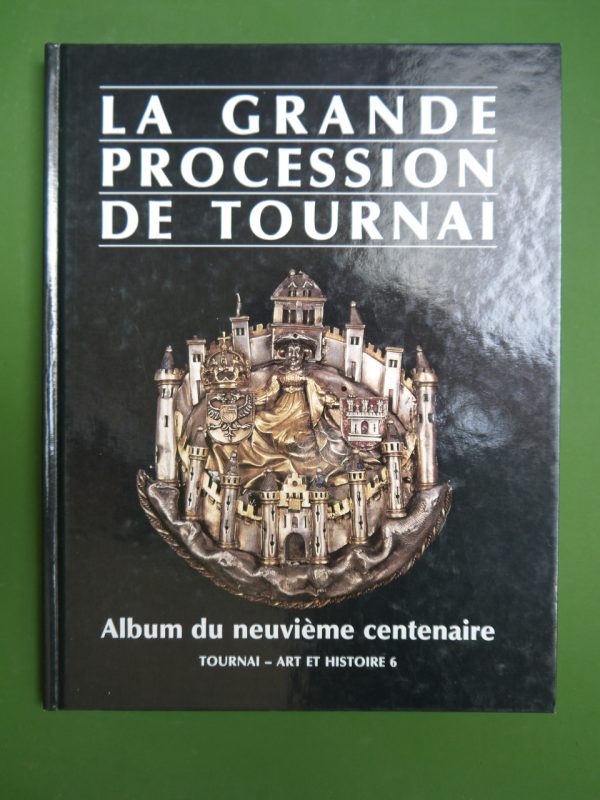 LA GRANDE
PROCESSION
DE TOURNAI
Album du neuvième centenaire
TOURNAI – ART ET HISTOIRE 6